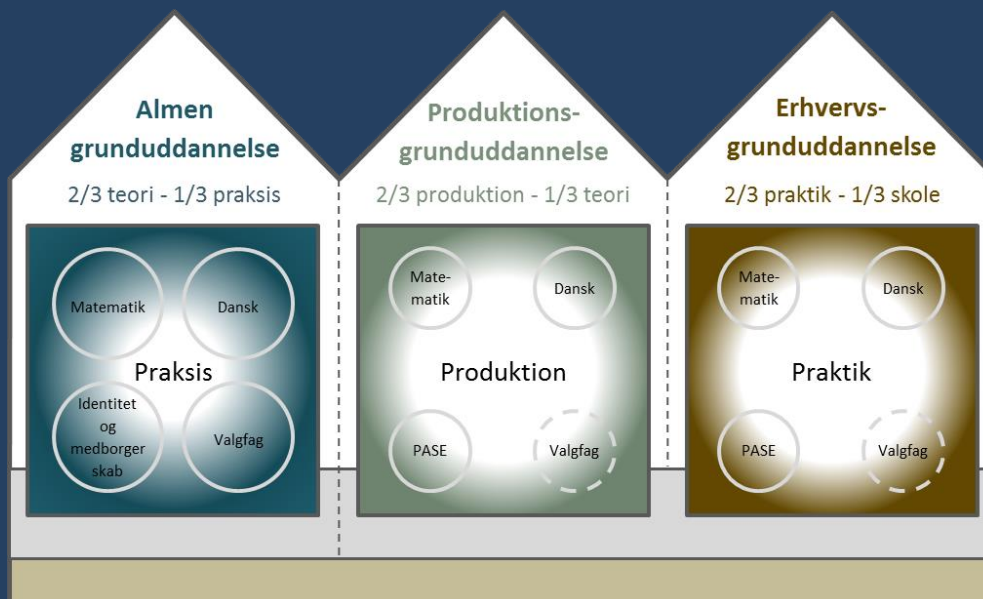 Almen
grunduddannelse
2/3 teori - 1/3 praksis
Matematik
Dansk
Praksis
Identitet
og
medborger
skab
Valgfag
Produktions-
grunduddannelse
2/3 produktion - 1/3 teori
Mate-
matik
Dansk
Produktion
PASE
Valgfag
Erhvervs-
grunduddannelse
2/3 praktik - 1/3 skole
Mate-
matik
Dansk
Praktik
PASE
Valgfag